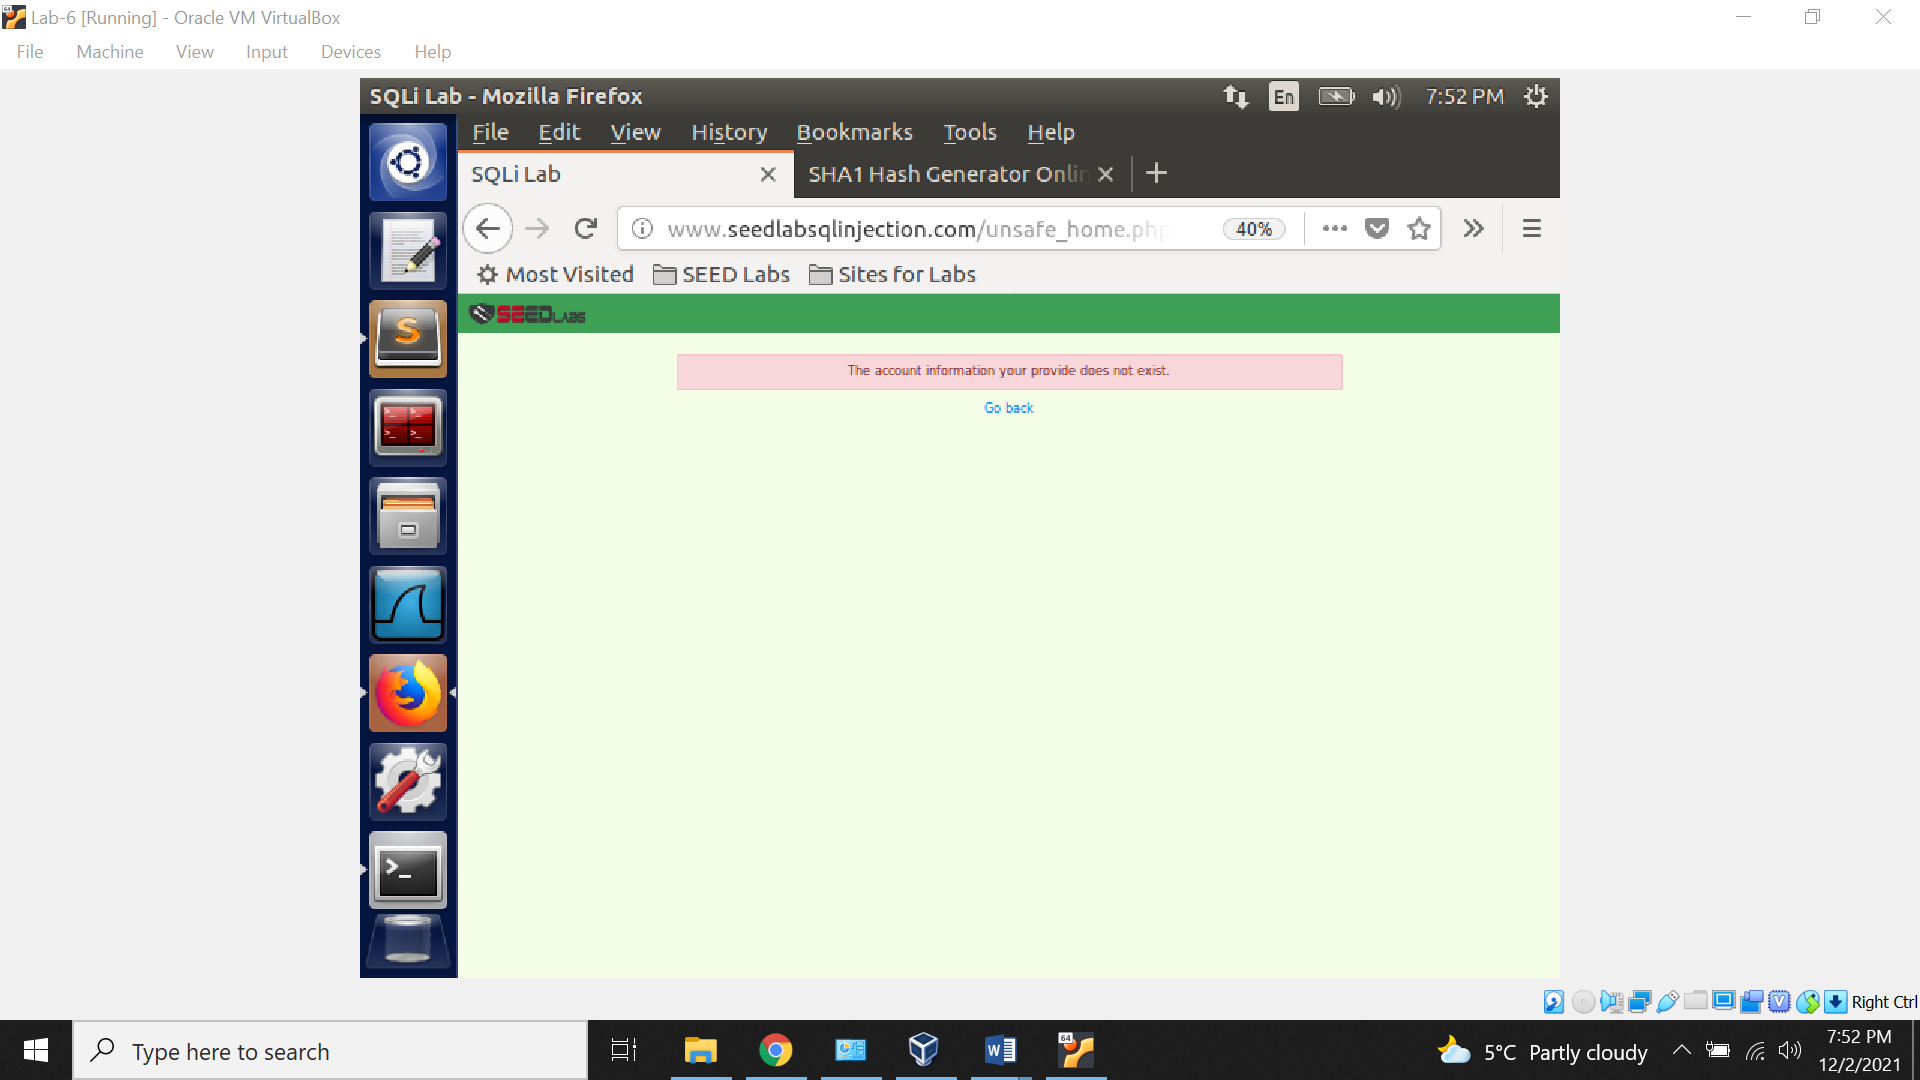 Lab-6 [Running] - Oracle VM VirtualBox
File Machine View Input Devices Help
SQLi Lab - Mozilla Firefox En 7:52 PM
File Edit View History Bookmarks Tools Help
SQLi Lab SHA1 Hash Generator Onlin
www.seedlabsqlinjection.com/unsafe_home.php 40%
Most Visited SEED Labs Sites for Labs
SEEDLABS
The account information your provide does not exist.
Go back
Right Ctrl
Type here to search
64
5°C Partly cloudy
7:52 PM
12/2/2021